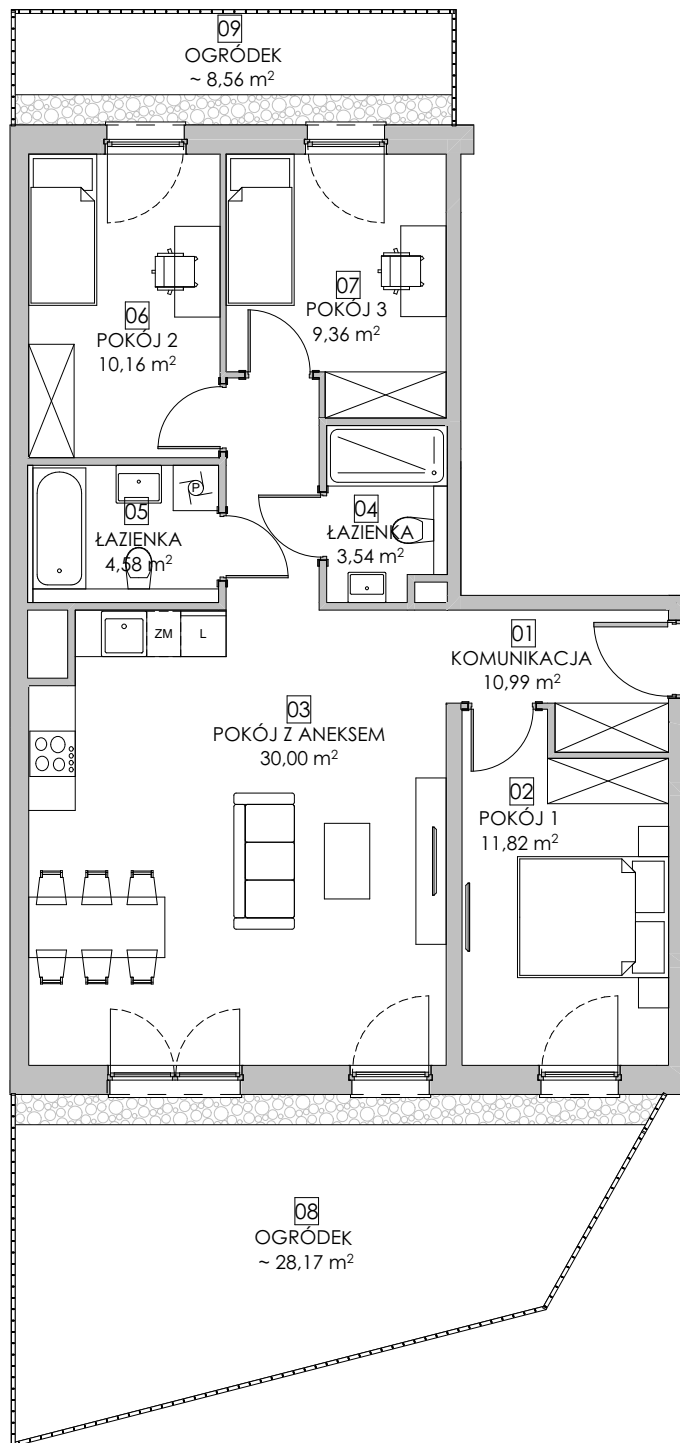 09
OGRÓDEK
~ 8,56 m²
06
POKÓJ 2
10,16 m²
07
POKÓJ 3
9,36 m²
P
05
ŁAZIENKA
4,58 m²
04
ŁAZIENKA
3,54 m²
ZM
L
01
KOMUNIKACJA
10,99 m²
03
POKÓJ Z ANEKSEM
30,00 m²
02
POKÓJ 1
11,82 m²
08
OGRÓDEK
~ 28,17 m²